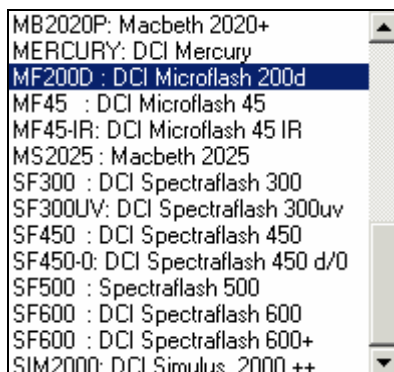 MB2020P: Macbeth 2020+
MERCURY: DCI Mercury
MF200D : DCI Microflash 200d
MF45 : DCI Microflash 45
MF45-IR: DCI Microflash 45 IR
MS2025 : Macbeth 2025
SF300 : DCI Spectraflash 300
SF300UV: DCI Spectraflash 300uv
SF450 : DCI Spectraflash 450
SF450-0: DCI Spectraflash 450 d/0
SF500 : Spectraflash 500
SF600 : DCI Spectraflash 600
SF600 : DCI Spectraflash 600+
SIM2000: DCI Simulus 2000 ++